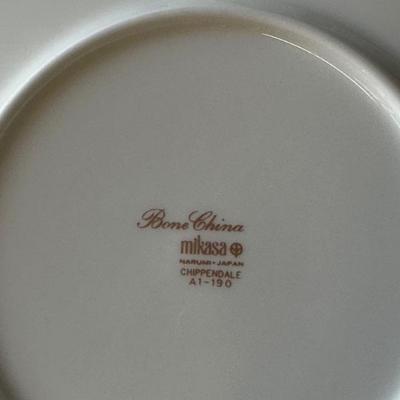 Bone China
mikasa
NARUMI • JAPAN
CHIPPENDALE
A1-190